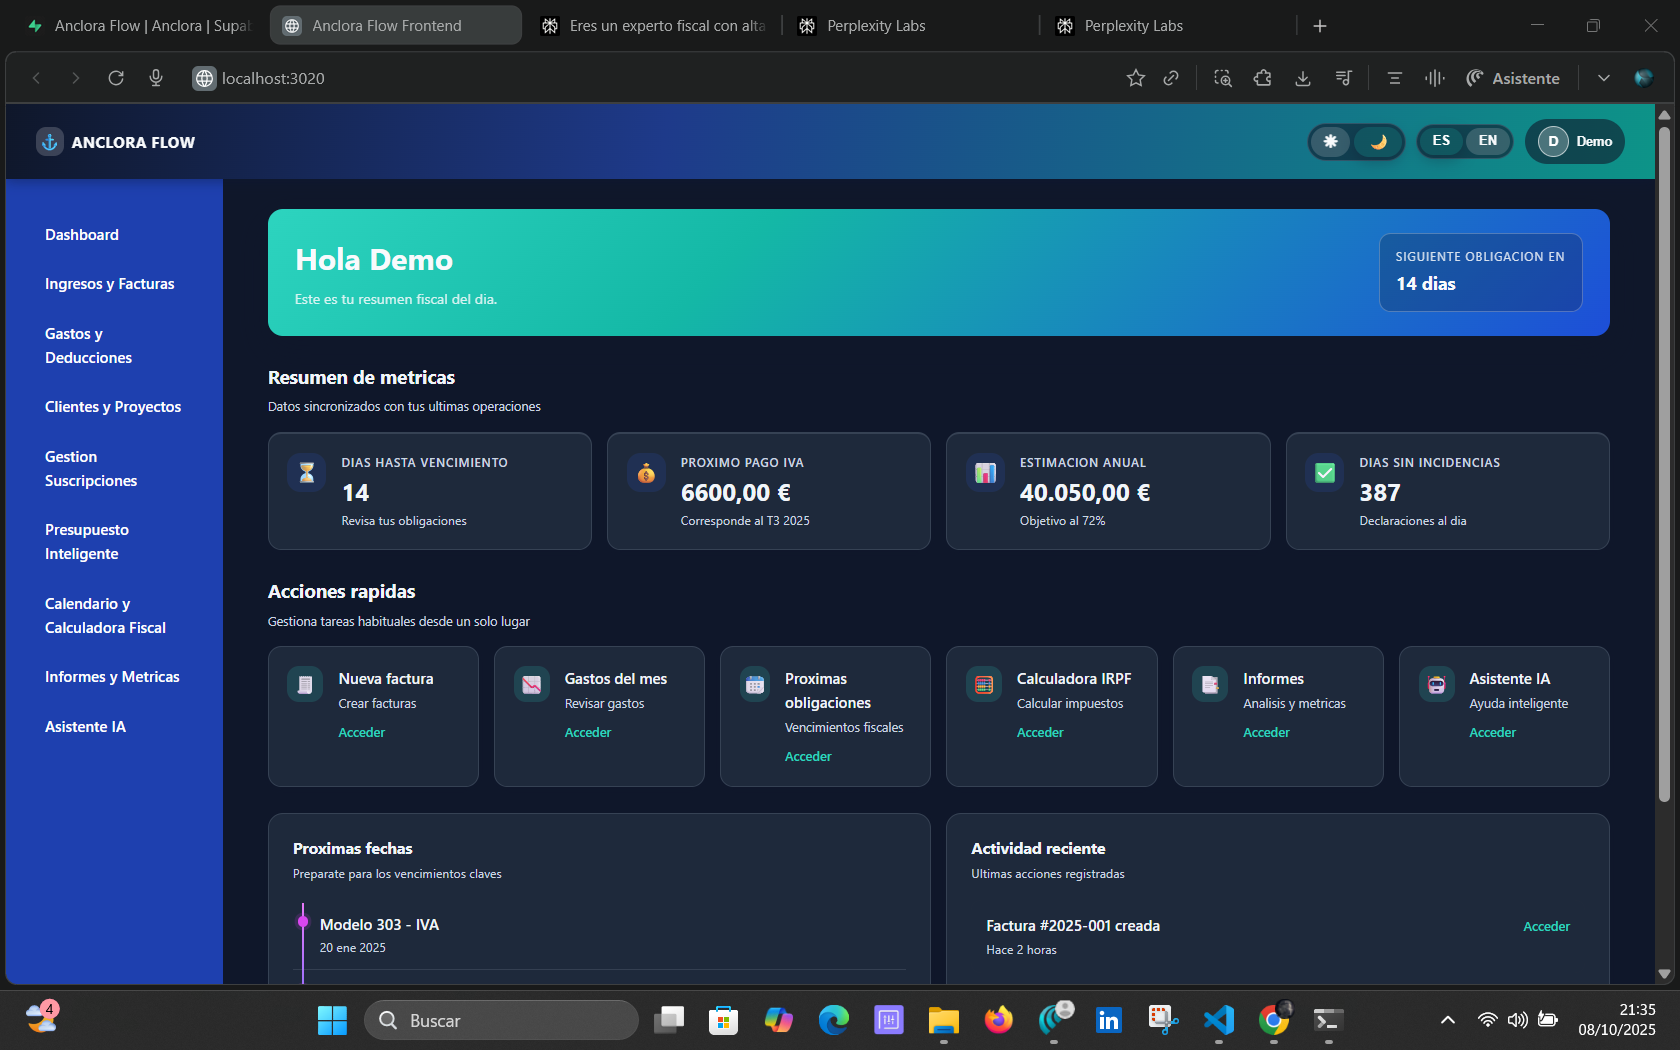 Anclora Flow | Anclora | Supab
Anclora Flow Frontend
Eres un experto fiscal con alta
Perplexity Labs
Perplexity Labs
localhost:3020
Asistente
ANCLORA FLOW
ES
EN
D
Demo
Dashboard
Ingresos y Facturas
Gastos y
Deducciones
Clientes y Proyectos
Gestion
Suscripciones
Presupuesto
Inteligente
Calendario y
Calculadora Fiscal
Informes y Metricas
Asistente IA
Hola Demo
Este es tu resumen fiscal del dia.
SIGUIENTE OBLIGACION EN
14 dias
Resumen de metricas
Datos sincronizados con tus ultimas operaciones
DIAS HASTA VENCIMIENTO
14
Revisa tus obligaciones
PROXIMO PAGO IVA
6600,00 €
Corresponde al T3 2025
ESTIMACION ANUAL
40.050,00 €
Objetivo al 72%
DIAS SIN INCIDENCIAS
387
Declaraciones al dia
Acciones rapidas
Gestiona tareas habituales desde un solo lugar
Nueva factura
Crear facturas
Acceder
Gastos del mes
Revisar gastos
Acceder
Proximas
obligaciones
Vencimientos fiscales
Acceder
Calculadora IRPF
Calcular impuestos
Acceder
Informes
Analisis y metricas
Acceder
Asistente IA
Ayuda inteligente
Acceder
Proximas fechas
Preparate para los vencimientos claves
Modelo 303 - IVA
20 ene 2025
Actividad reciente
Ultimas acciones registradas
Factura #2025-001 creada
Hace 2 horas
Acceder
4
Buscar
in
21:35
08/10/2025